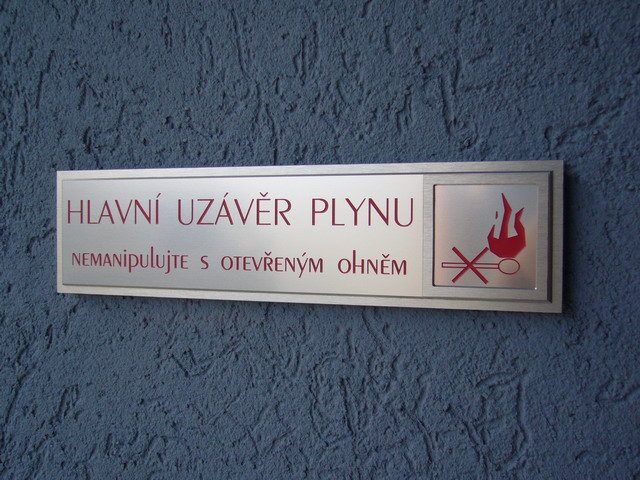 HLAVNÍ UZÁVĚR PLYNU
NEMANIPULUJTE S OTEVŘENÝM OHNĚM